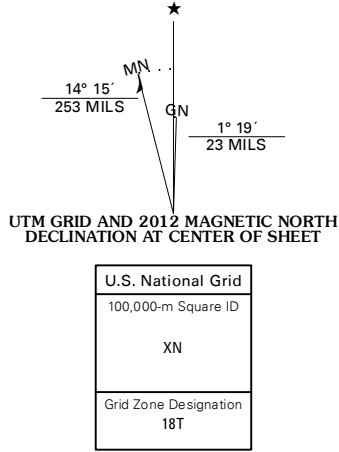 ★
MN
14° 15´
253 MILS
GN
1° 19´
23 MILS
UTM GRID AND 2012 MAGNETIC NORTH
DECLINATION AT CENTER OF SHEET
U.S. National Grid
100,000-m Square ID
XN
Grid Zone Designation
18T